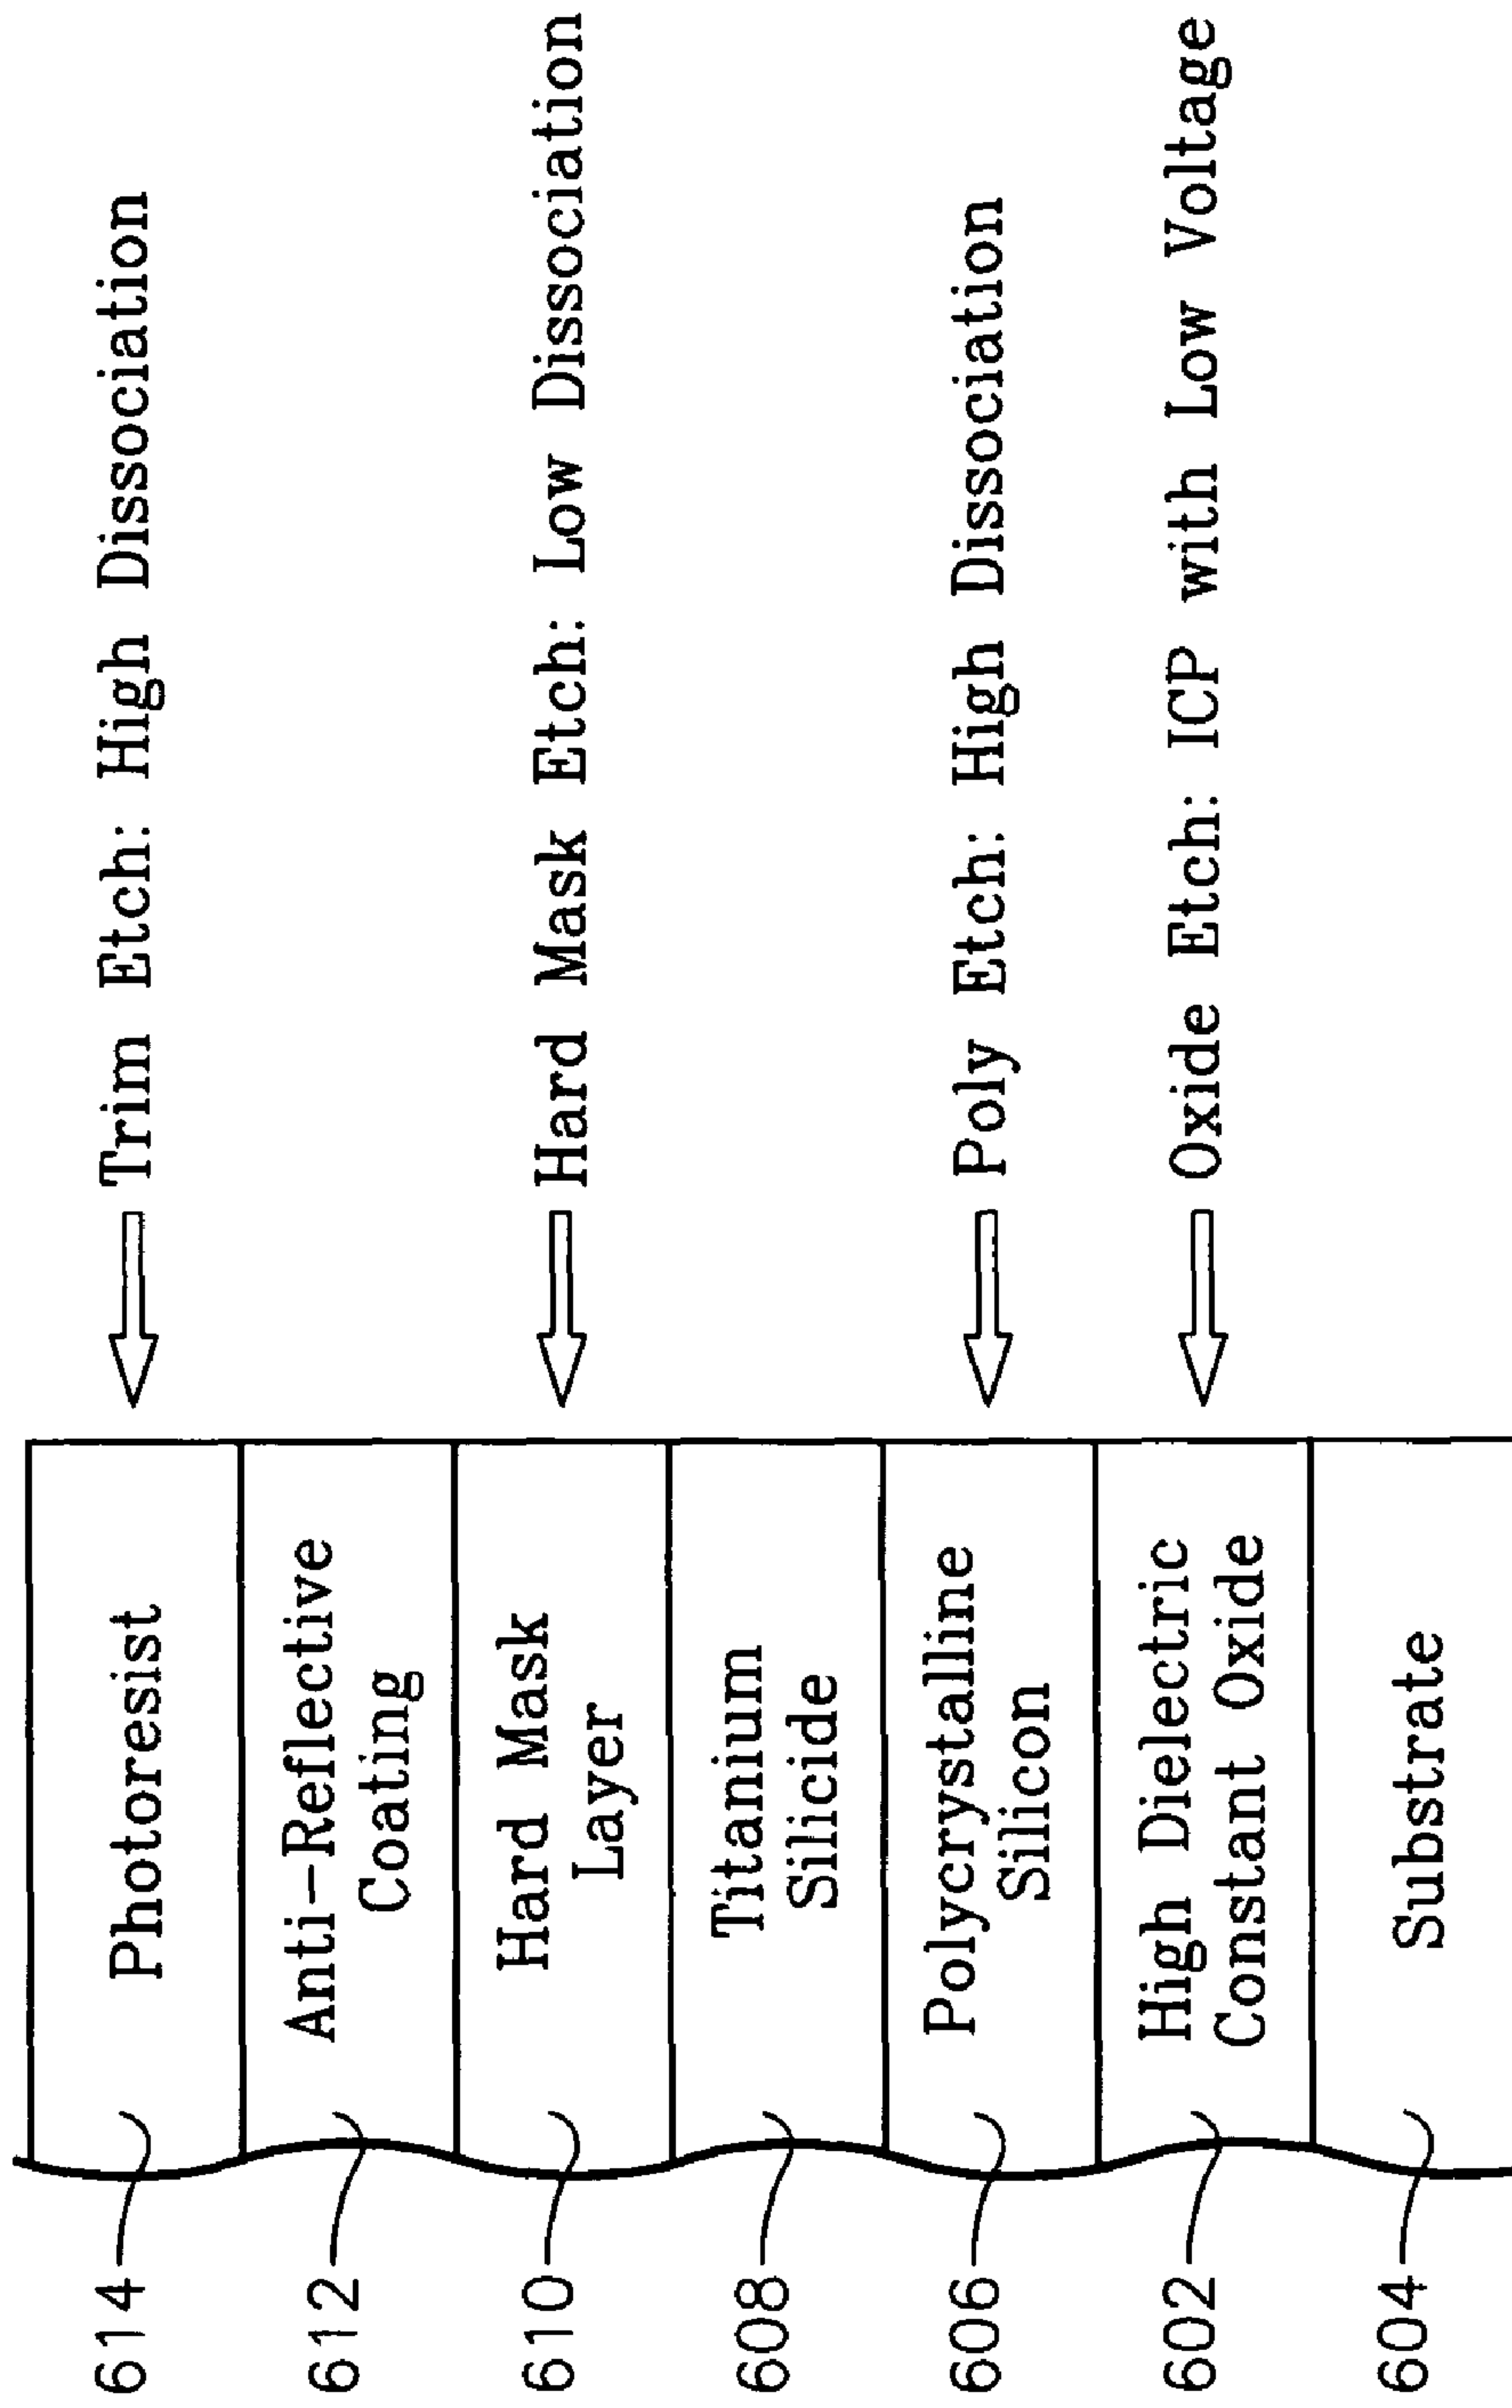 614
Photoresist
Trim Etch: High Dissociation
612
Anti-Reflective
Coating
610
Hard Mask
Layer
Hard Mask Etch: Low Dissociation
608
Titanium
Silicide
606
Polycrystalline
Silicon
Poly Etch: High Dissociation
602
High Dielectric
Constant Oxide
Oxide Etch: ICP with Low Voltage
604
Substrate